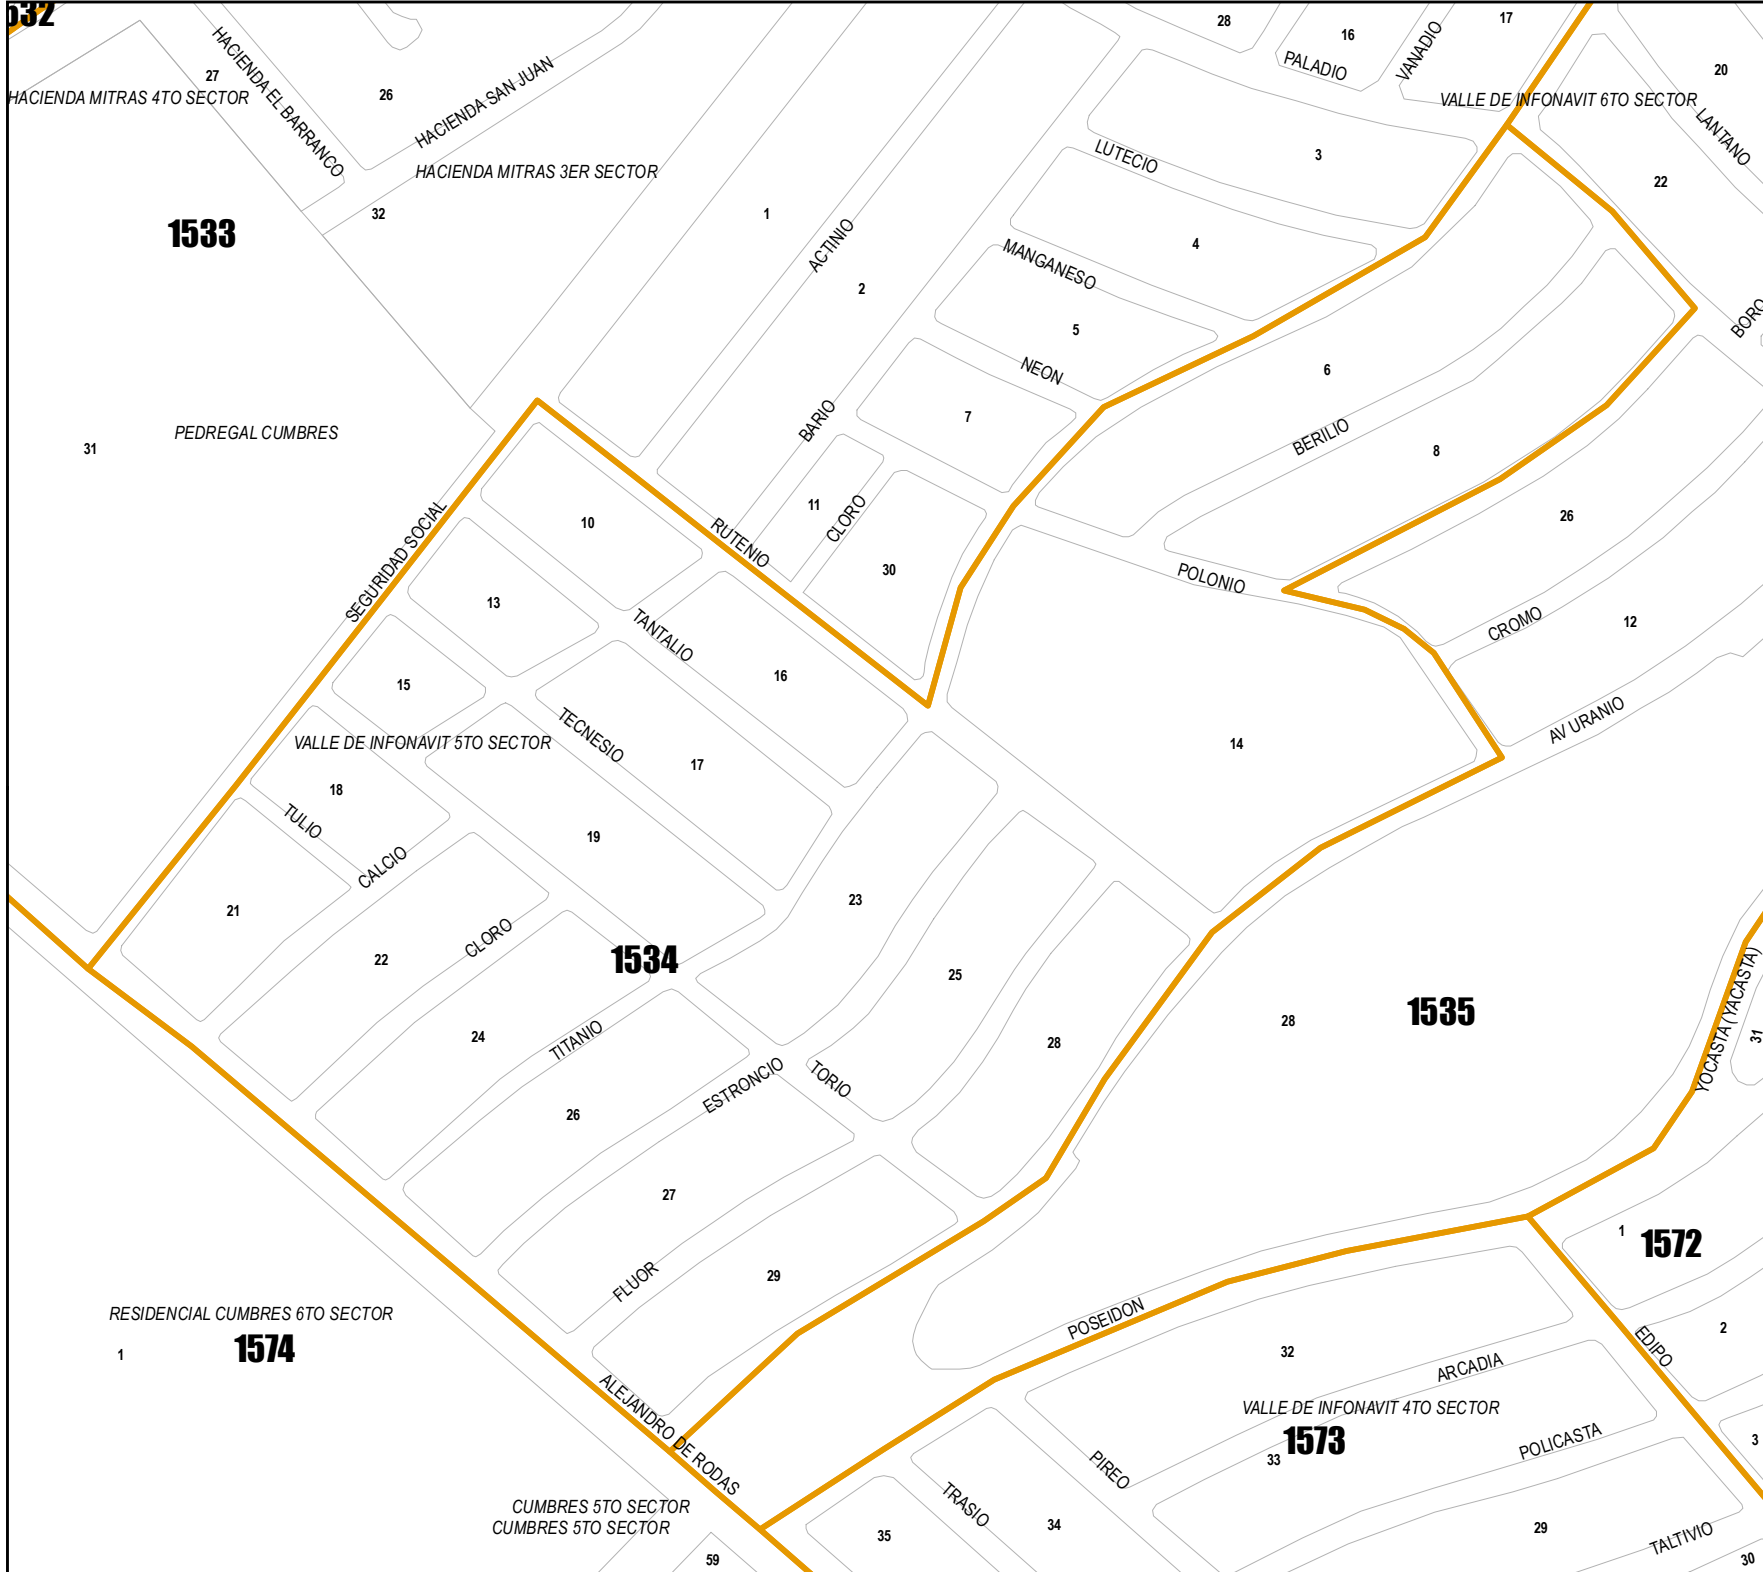 532
28
16
17
VANADIO
PALADIO
20
HACIENDA EL BARRANCO
27
26
HACIENDA SAN JUAN
HACIENDA MITRAS 4TO SECTOR
VALLE DE INFONAVIT 6TO SECTOR
LANTANO
LUTECIO
3
HACIENDA MITRAS 3ER SECTOR
22
32
1
1533
ACTINIO
4
MANGANESO
2
BORO
5
NEON
6
7
BARIO
PEDREGAL CUMBRES
31
BERILIO
8
11
CLORO
10
26
RUTENIO
SEGURIDAD SOCIAL
30
POLONIO
13
TANTALIO
CROMO
12
16
15
TECNESIO
AV URANIO
VALLE DE INFONAVIT 5TO SECTOR
14
17
18
TULIO
19
CALCIO
23
21
CLORO
22
1534
25
YOCASTA (YACASTA)
1535
28
24
TITANIO
28
31
ESTRONCIO
TORIO
26
27
1
1572
FLUOR
29
RESIDENCIAL CUMBRES 6TO SECTOR
POSEIDON
2
1574
1
EDIPO
32
ARCADIA
ALEJANDRO DE RODAS
VALLE DE INFONAVIT 4TO SECTOR
1573
33
POLICASTA
3
PIREO
CUMBRES 5TO SECTOR
TRASIO
CUMBRES 5TO SECTOR
34
29
35
TALTIVIO
59
30